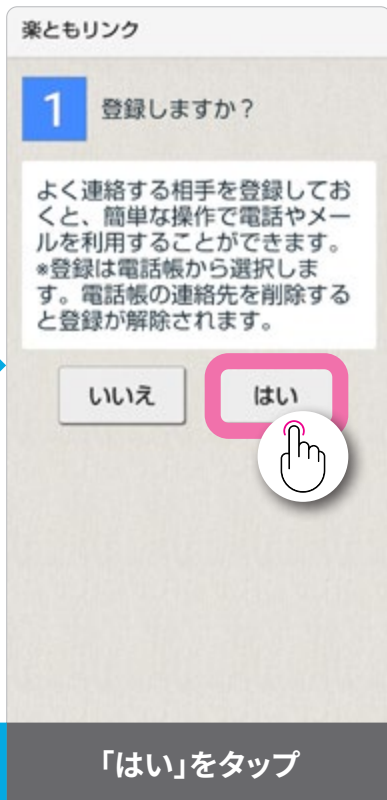 楽ともリンク
1 登録しますか？
よく連絡する相手を登録してお
くと、簡単な操作で電話やメー
ルを利用することができます。
*登録は電話帳から選択しま
す。電話帳の連絡先を削除する
と登録が解除されます。
いいえ はい
「はい」をタップ